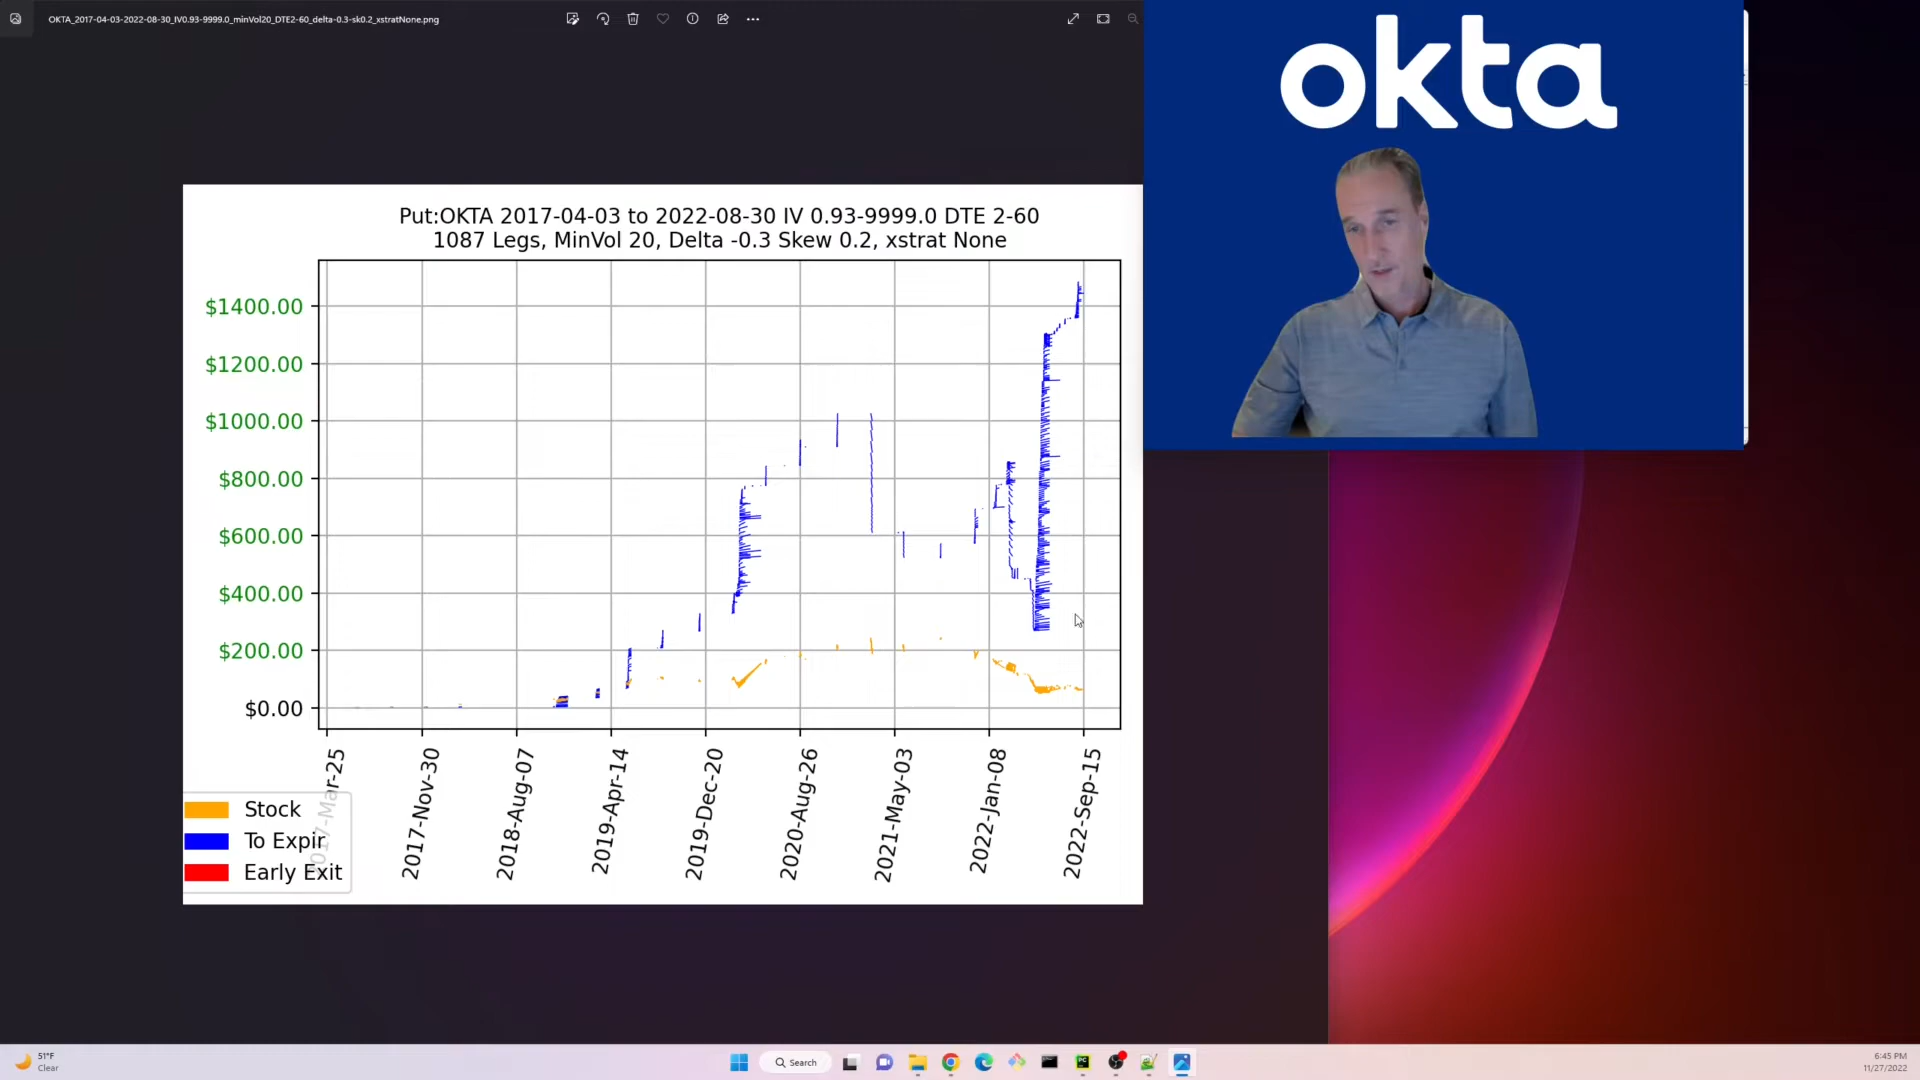 OKTA_2017-04-03-2022-08-30_IV0.93-9999.0_minVol20_DTE2-60_delta-0.3-sk0.2_xstratNone.png
okta
Put:OKTA 2017-04-03 to 2022-08-30 IV 0.93-9999.0 DTE 2-60
1087 Legs, MinVol 20, Delta -0.3 Skew 0.2, xstrat None
$1400.00
$1200.00
$1000.00
$800.00
$600.00
$400.00
$200.00
$0.00
2017-Mar-25
2017-Nov-30
2018-Aug-07
2019-Apr-14
2019-Dec-20
2020-Aug-26
2021-May-03
2022-Jan-08
2022-Sep-15
Stock
To Expir
Early Exit
51°F
Clear
Search
6:45 PM
11/27/2022